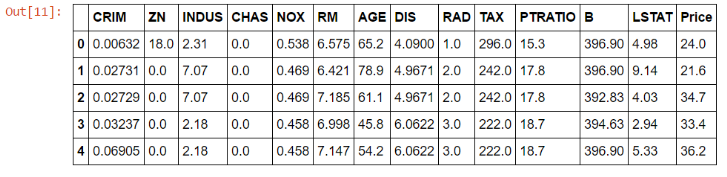 Out[11]:
CRIM ZN INDUS CHAS NOX RM AGE DIS RAD TAX PTRATIO B LSTAT Price
0 0.00632 18.0 2.31 0.0 0.538 6.575 65.2 4.0900 1.0 296.0 15.3 396.90 4.98 24.0
1 0.02731 0.0 7.07 0.0 0.469 6.421 78.9 4.9671 2.0 242.0 17.8 396.90 9.14 21.6
2 0.02729 0.0 7.07 0.0 0.469 7.185 61.1 4.9671 2.0 242.0 17.8 392.83 4.03 34.7
3 0.03237 0.0 2.18 0.0 0.458 6.998 45.8 6.0622 3.0 222.0 18.7 394.63 2.94 33.4
4 0.06905 0.0 2.18 0.0 0.458 7.147 54.2 6.0622 3.0 222.0 18.7 396.90 5.33 36.2